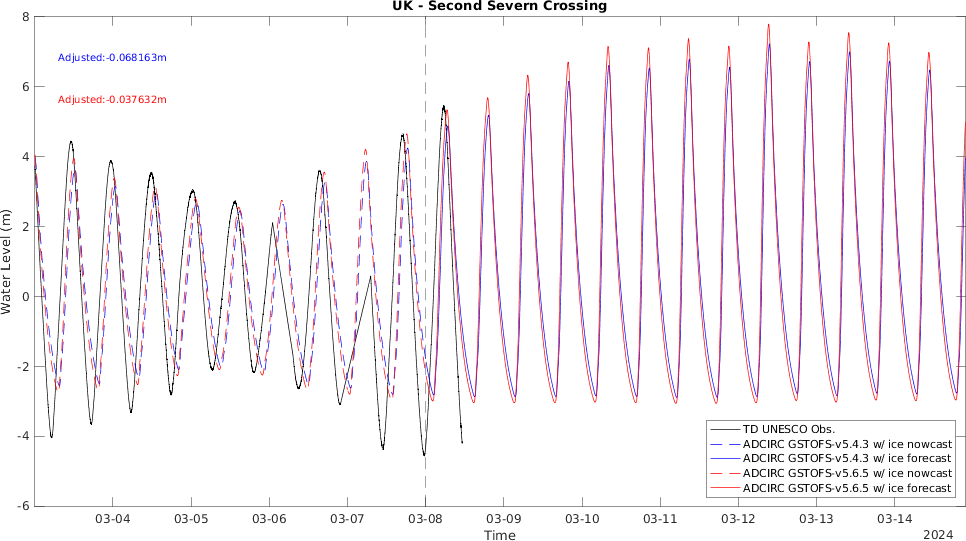 UK - Second Severn Crossing
Adjusted:-0.068163m
Adjusted:-0.037632m
Water Level (m)
8
6
4
2
0
-2
-4
-6
TD UNESCO Obs.
ADCIRC GSTOFS-v5.4.3 w/ ice nowcast
ADCIRC GSTOFS-v5.4.3 w/ ice forecast
ADCIRC GSTOFS-v5.6.5 w/ ice nowcast
ADCIRC GSTOFS-v5.6.5 w/ ice forecast
03-04 03-05 03-06 03-07 03-08 03-09 03-10 03-11 03-12 03-13 03-14
Time
2024